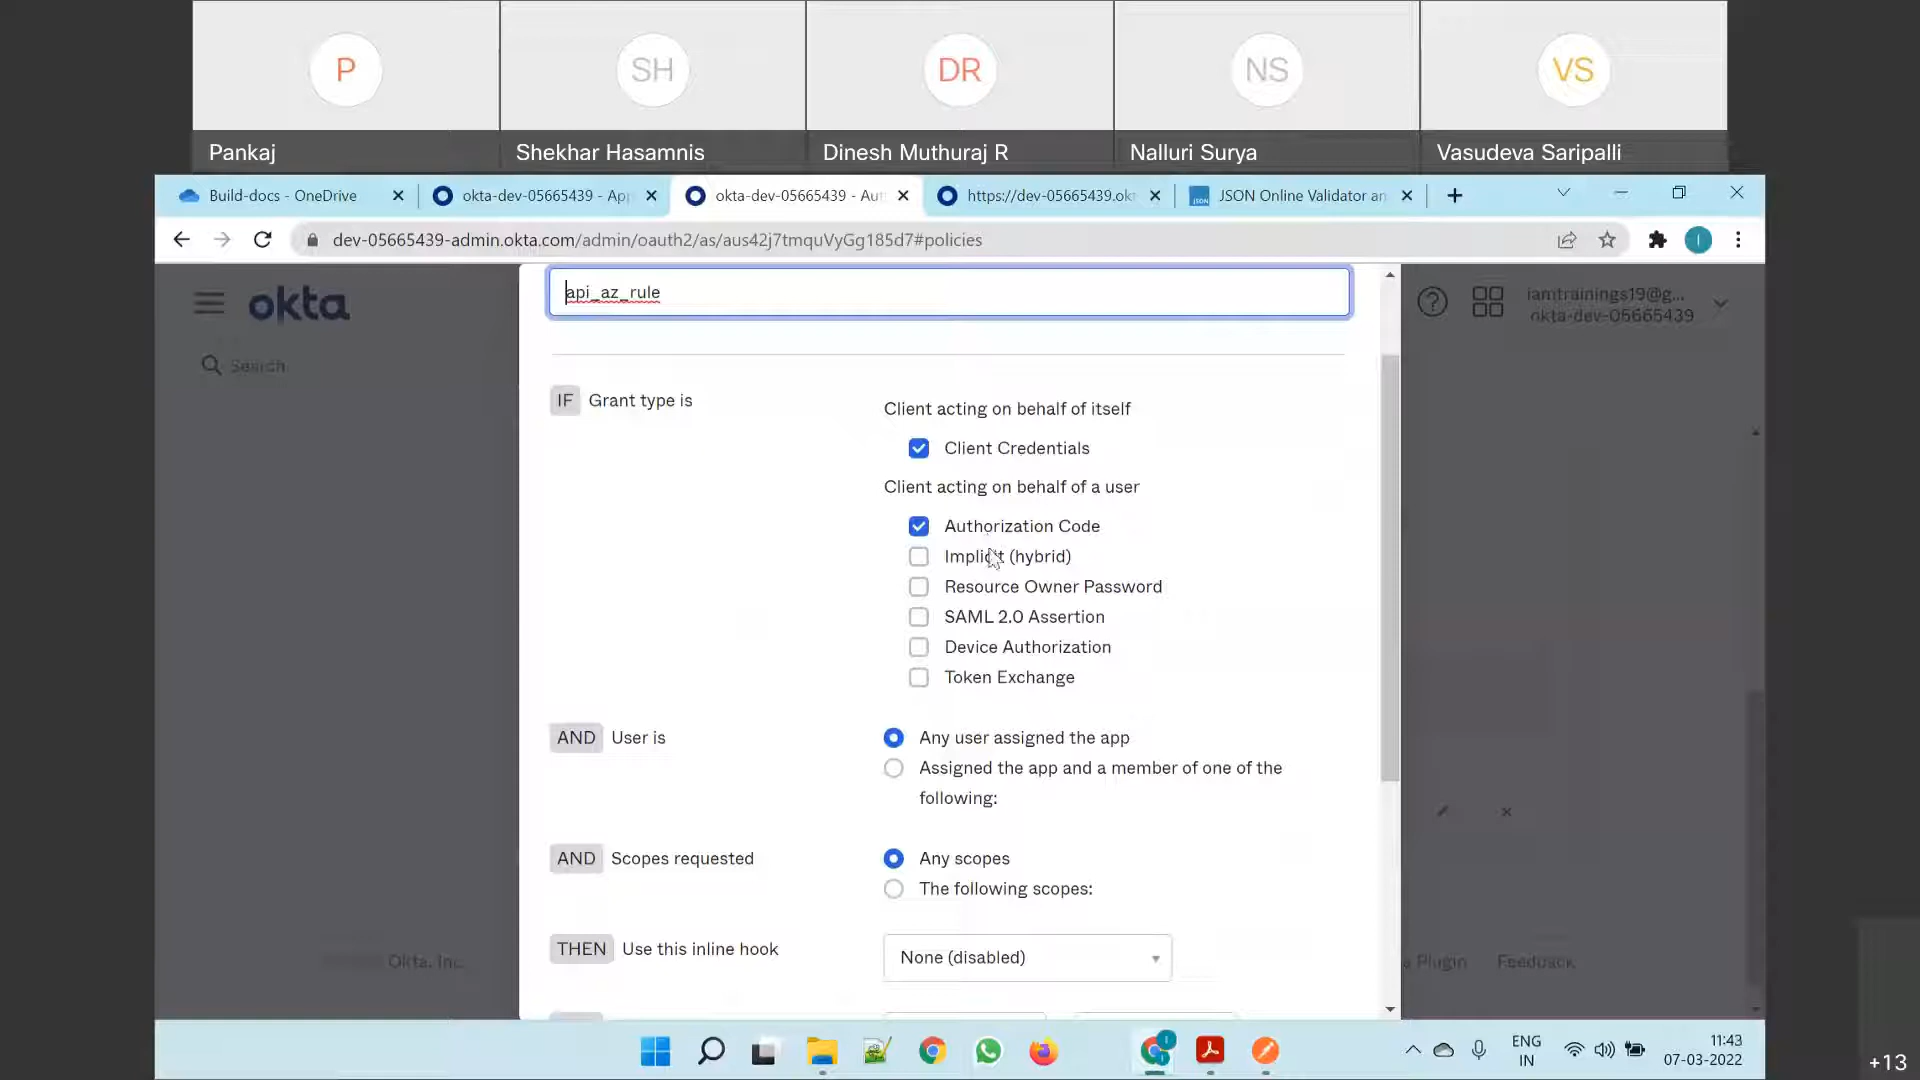 P
SH
DR
NS
VS
Pankaj
Shekhar Hasamnis
Dinesh Muthuraj R
Nalluri Surya
Vasudeva Saripalli
Build-docs - OneDrive
okta-dev-05665439 - App
okta-dev-05665439 - Aut
https://dev-05665439.ok
JSON Online Validator an
dev-05665439-admin.okta.com/admin/oauth2/as/aus42j7tmquVyGg185d7#policies
I
okta
iamtrainings19@g...
okta-dev-05665439
Search
api_az_rule
IF Grant type is
Client acting on behalf of itself
Client Credentials
Client acting on behalf of a user
Authorization Code
Implicit (hybrid)
Resource Owner Password
SAML 2.0 Assertion
Device Authorization
Token Exchange
AND User is
Any user assigned the app
Assigned the app and a member of one of the
following:
AND Scopes requested
Any scopes
The following scopes:
THEN Use this inline hook
None (disabled)
Okta, Inc.
Plugin
Feedback
ENG
IN
11:43
07-03-2022
+13